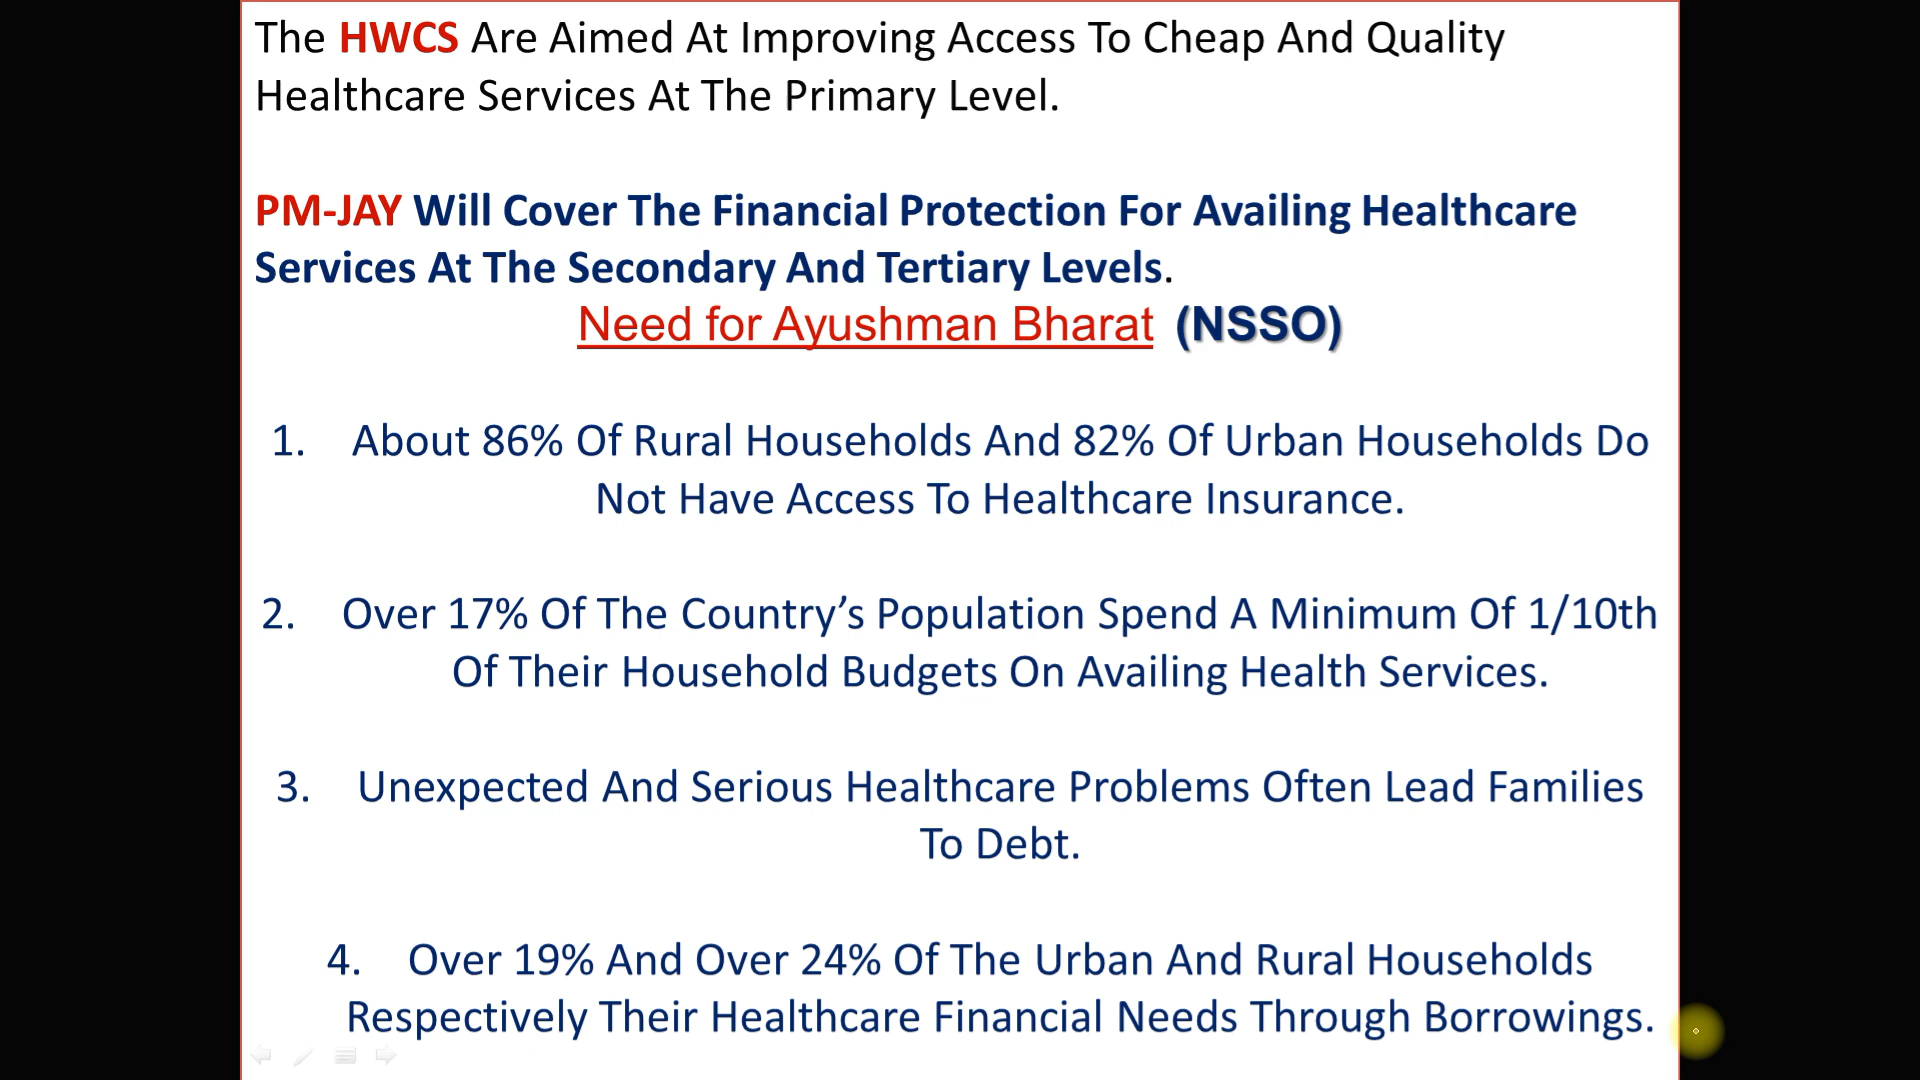 The HWCS Are Aimed At Improving Access To Cheap And Quality
Healthcare Services At The Primary Level.
PM-JAY Will Cover The Financial Protection For Availing Healthcare
Services At The Secondary And Tertiary Levels.
Need for Ayushman Bharat (NSSO)
1. About 86% Of Rural Households And 82% Of Urban Households Do
Not Have Access To Healthcare Insurance.
2. Over 17% Of The Country’s Population Spend A Minimum Of 1/10th
Of Their Household Budgets On Availing Health Services.
3. Unexpected And Serious Healthcare Problems Often Lead Families
To Debt.
4. Over 19% And Over 24% Of The Urban And Rural Households
Respectively Their Healthcare Financial Needs Through Borrowings.